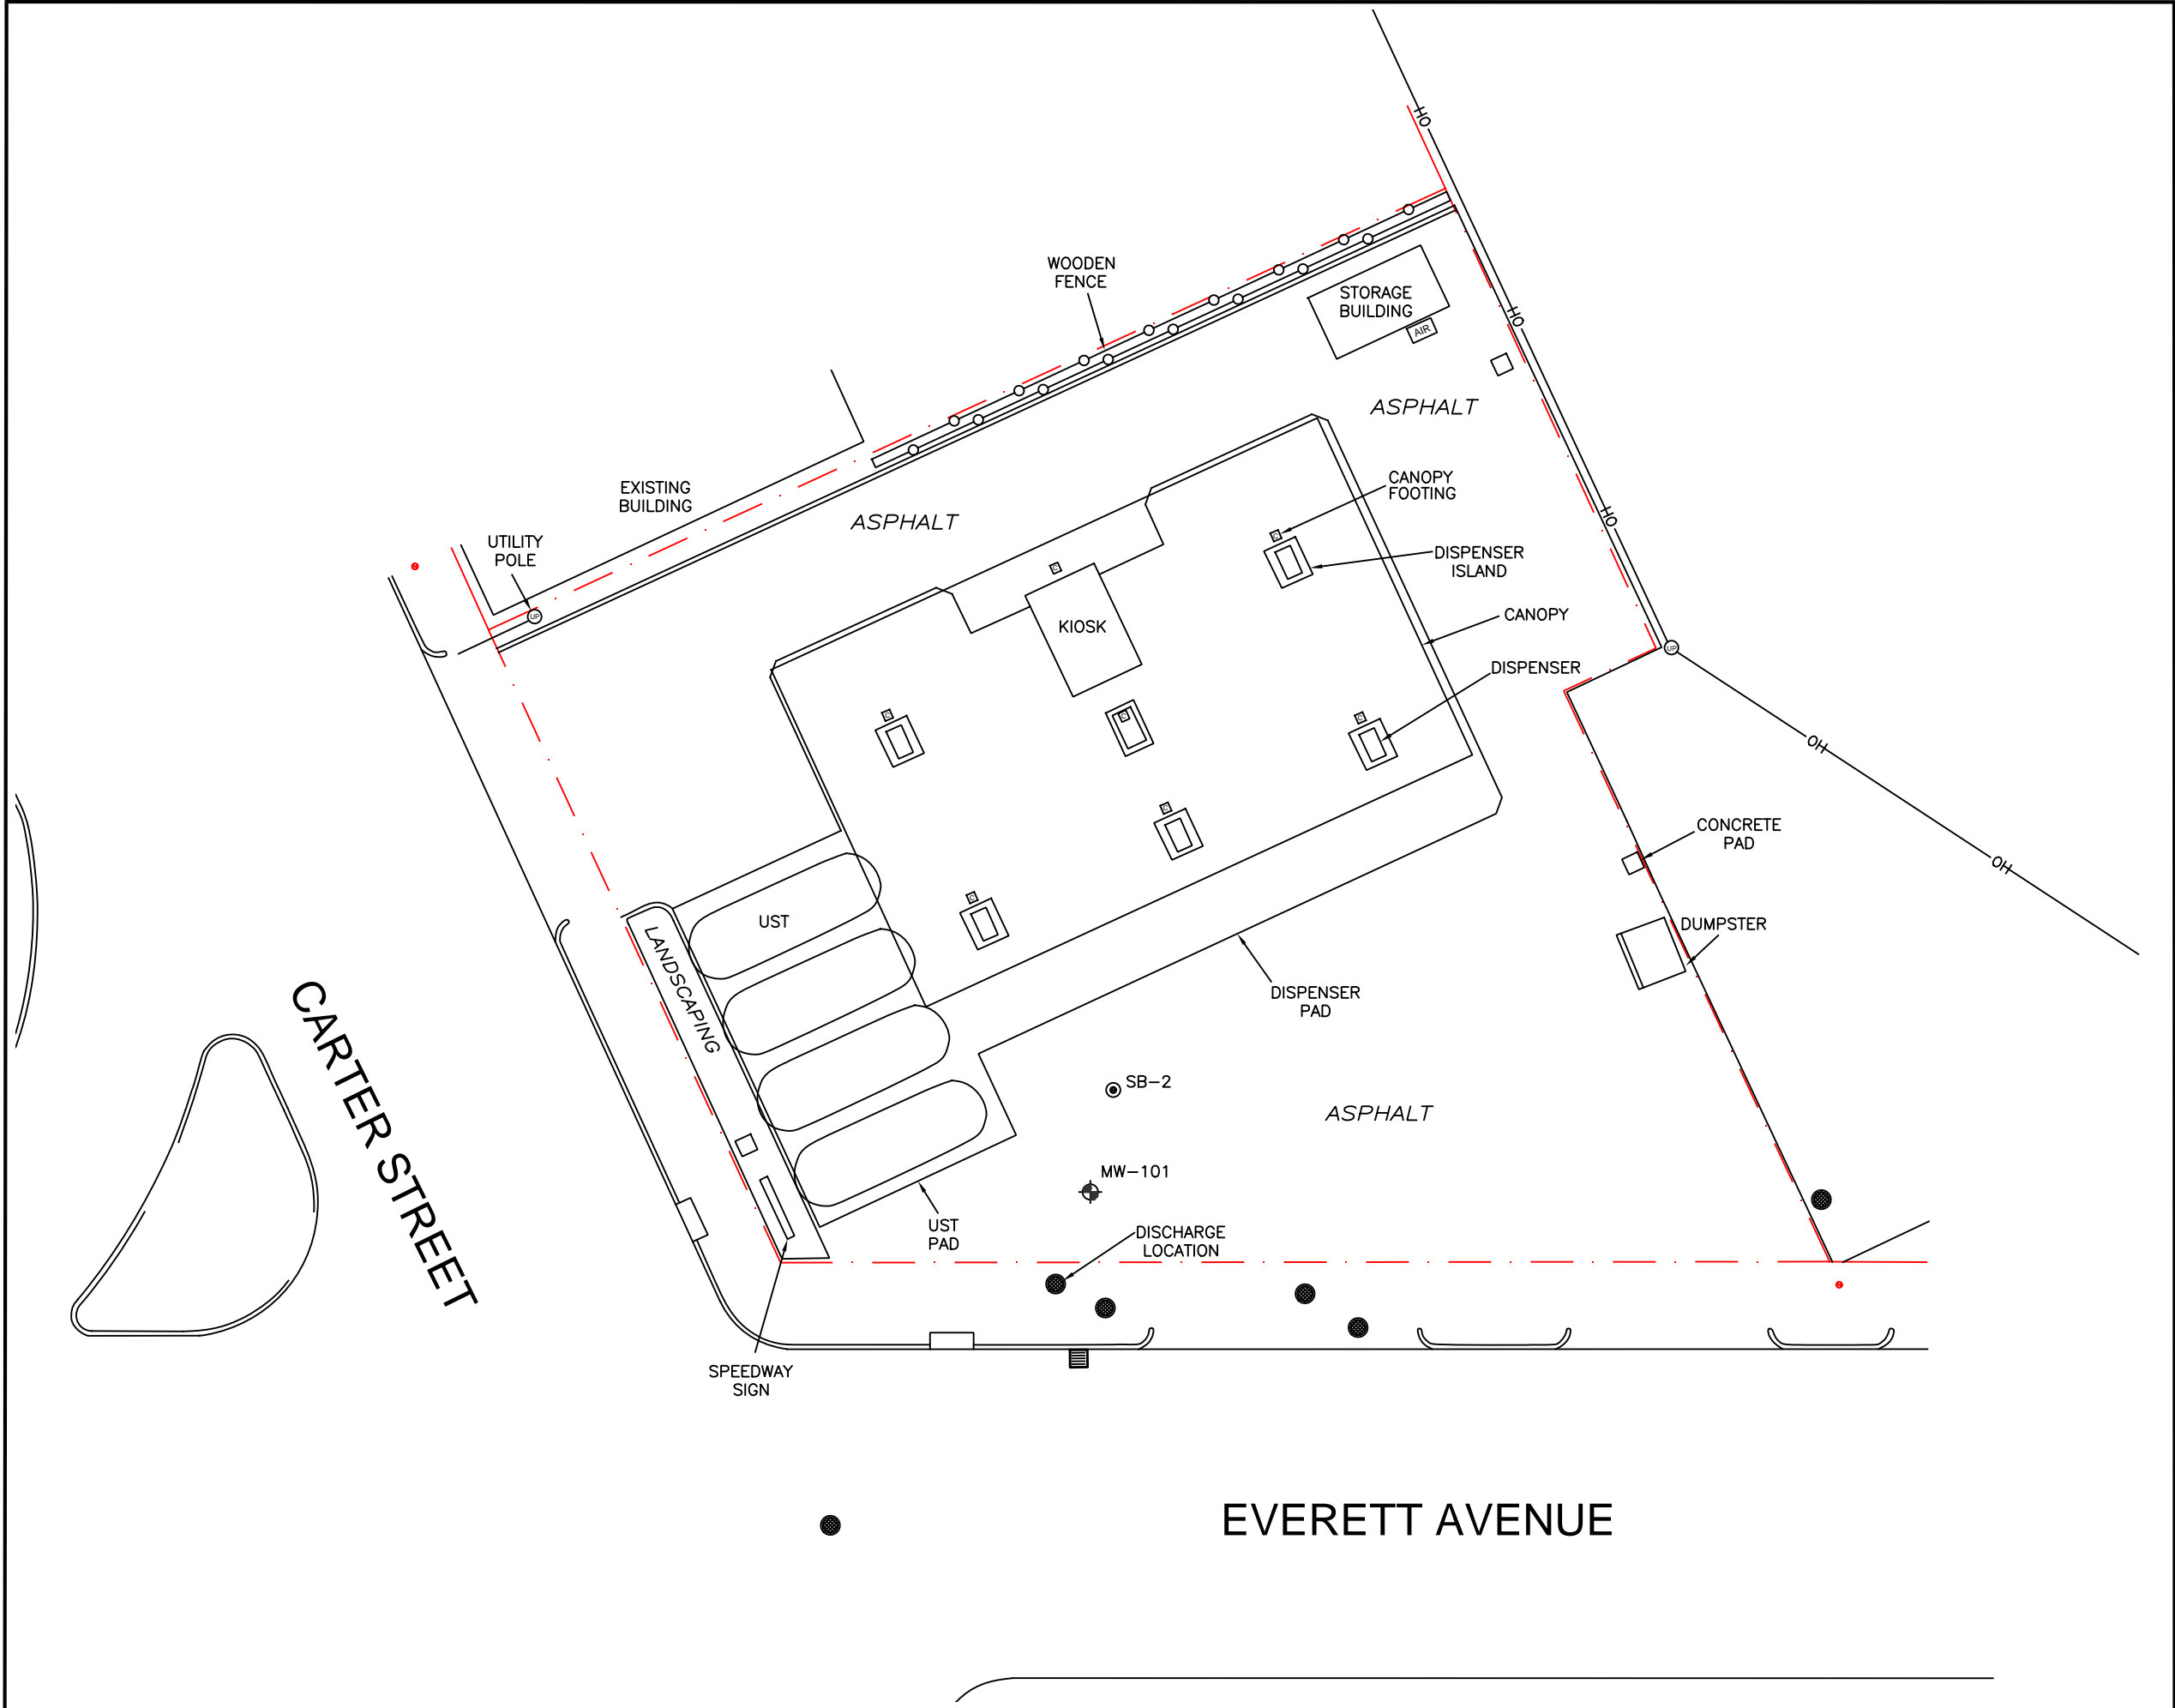 OH
WOODEN
FENCE
STORAGE
BUILDING
AIR
OH
ASPHALT
CANOPY
FOOTING
EXISTING
BUILDING
ASPHALT
OH
UTILITY
POLE
C
DISPENSER
ISLAND
C
UP
CANOPY
KIOSK
UP
DISPENSER
C
C
C
OH
C
CONCRETE
PAD
OH
C
UST
DUMPSTER
LANDSCAPING
DISPENSER
PAD
CARTER STREET
SB-2
ASPHALT
MW-101
UST
PAD
DISCHARGE
LOCATION
SPEEDWAY
SIGN
EVERETT AVENUE